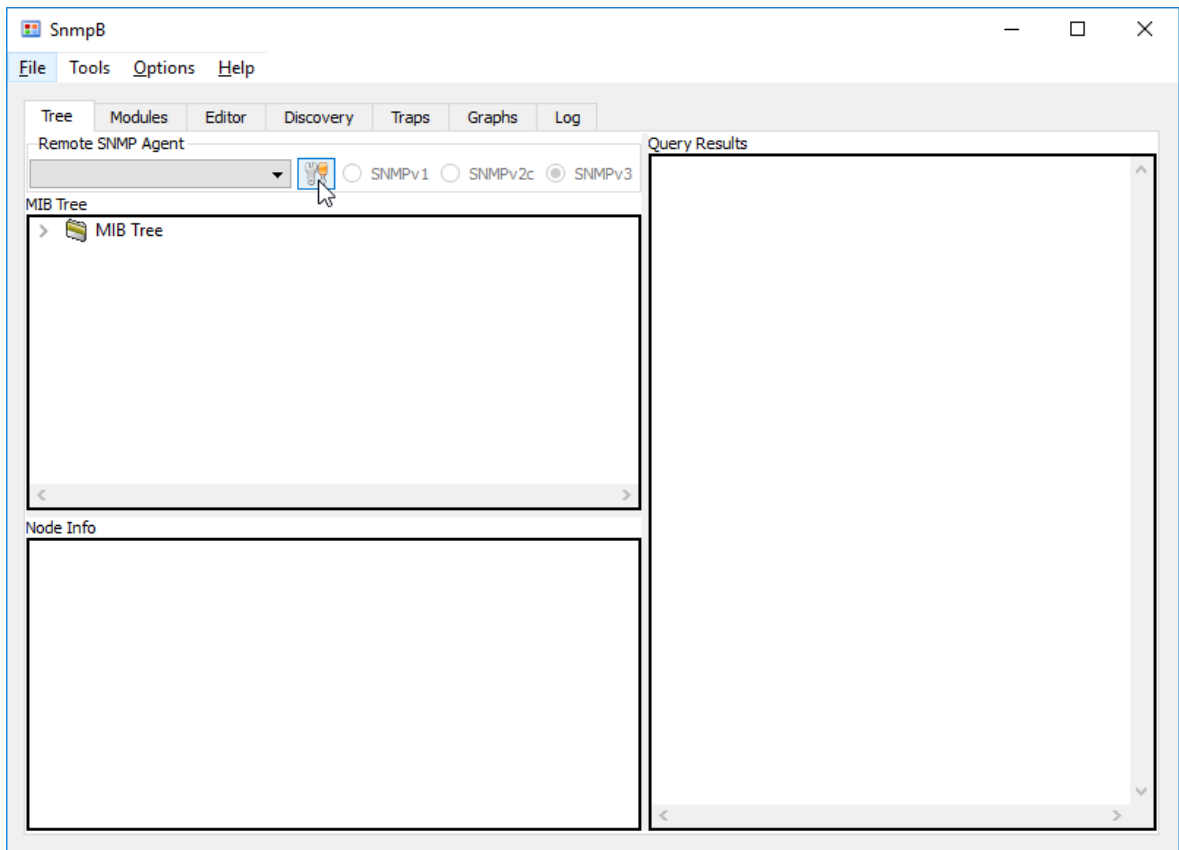 SnmpB
File Tools Options Help
Tree Modules Editor Discovery Traps Graphs Log
Remote SNMP Agent
SNMPv1 SNMPv2c SNMPv3
MIB Tree
MIB Tree
Node Info
Query Results